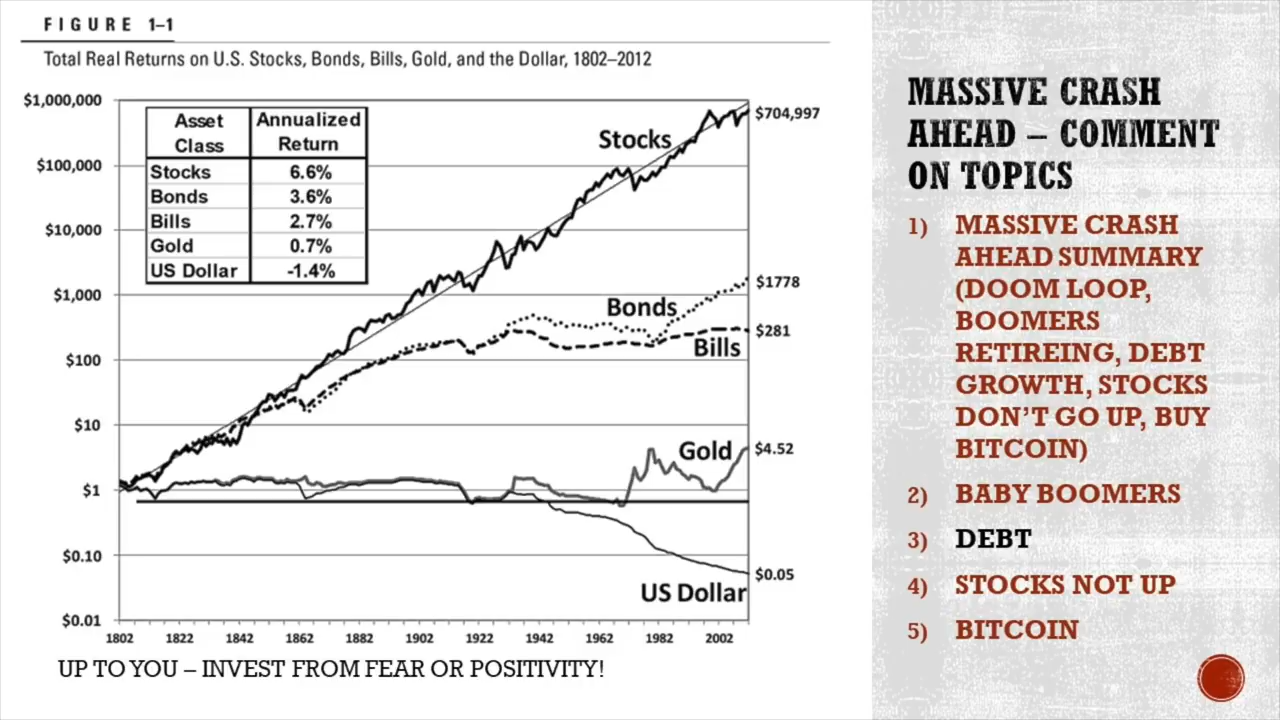 FIGURE 1–1
Total Real Returns on U.S. Stocks, Bonds, Bills, Gold, and the Dollar, 1802–2012
$1,000,000
$100,000
$10,000
$1,000
$100
$10
$1
$0.10
$0.01
Asset Class Annualized Return
Stocks 6.6%
Bonds 3.6%
Bills 2.7%
Gold 0.7%
US Dollar -1.4%
Stocks
$704,997
Bonds
$1778
Bills
$281
Gold
$4.52
US Dollar
$0.05
1802 1822 1842 1862 1882 1902 1922 1942 1962 1982 2002
UP TO YOU – INVEST FROM FEAR OR POSITIVITY!
MASSIVE CRASH
AHEAD – COMMENT
ON TOPICS
1) MASSIVE CRASH
AHEAD SUMMARY
(DOOM LOOP,
BOOMERS
RETIREING, DEBT
GROWTH, STOCKS
DON'T GO UP, BUY
BITCOIN)
2) BABY BOOMERS
3) DEBT
4) STOCKS NOT UP
5) BITCOIN